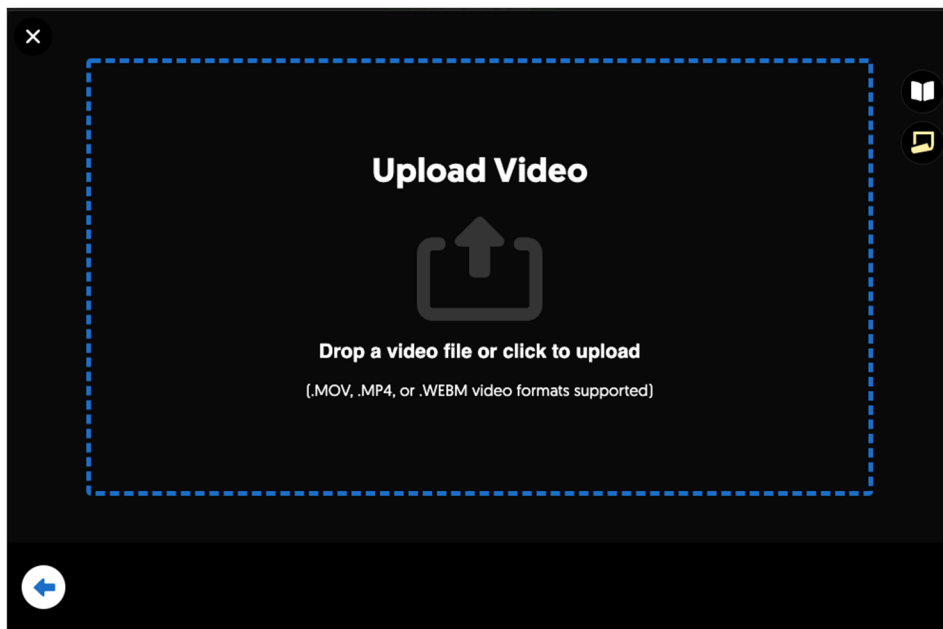 Upload Video
Drop a video file or click to upload
(.MOV, .MP4, or .WEBM video formats supported)